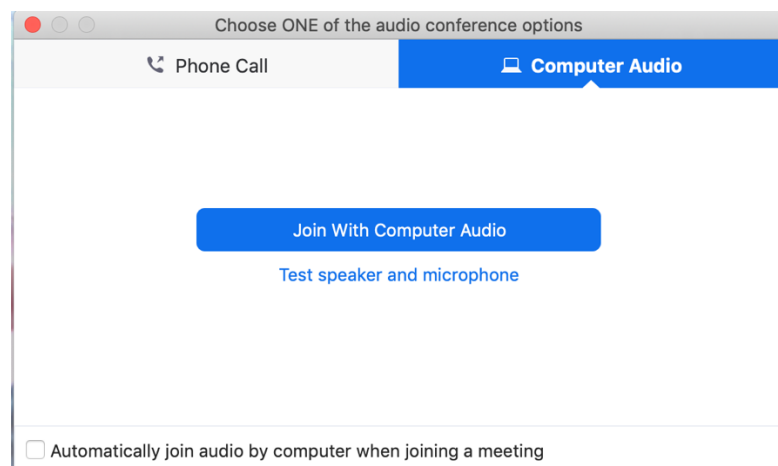 Choose ONE of the audio conference options
Phone Call
Computer Audio
Join With Computer Audio
Test speaker and microphone
Automatically join audio by computer when joining a meeting